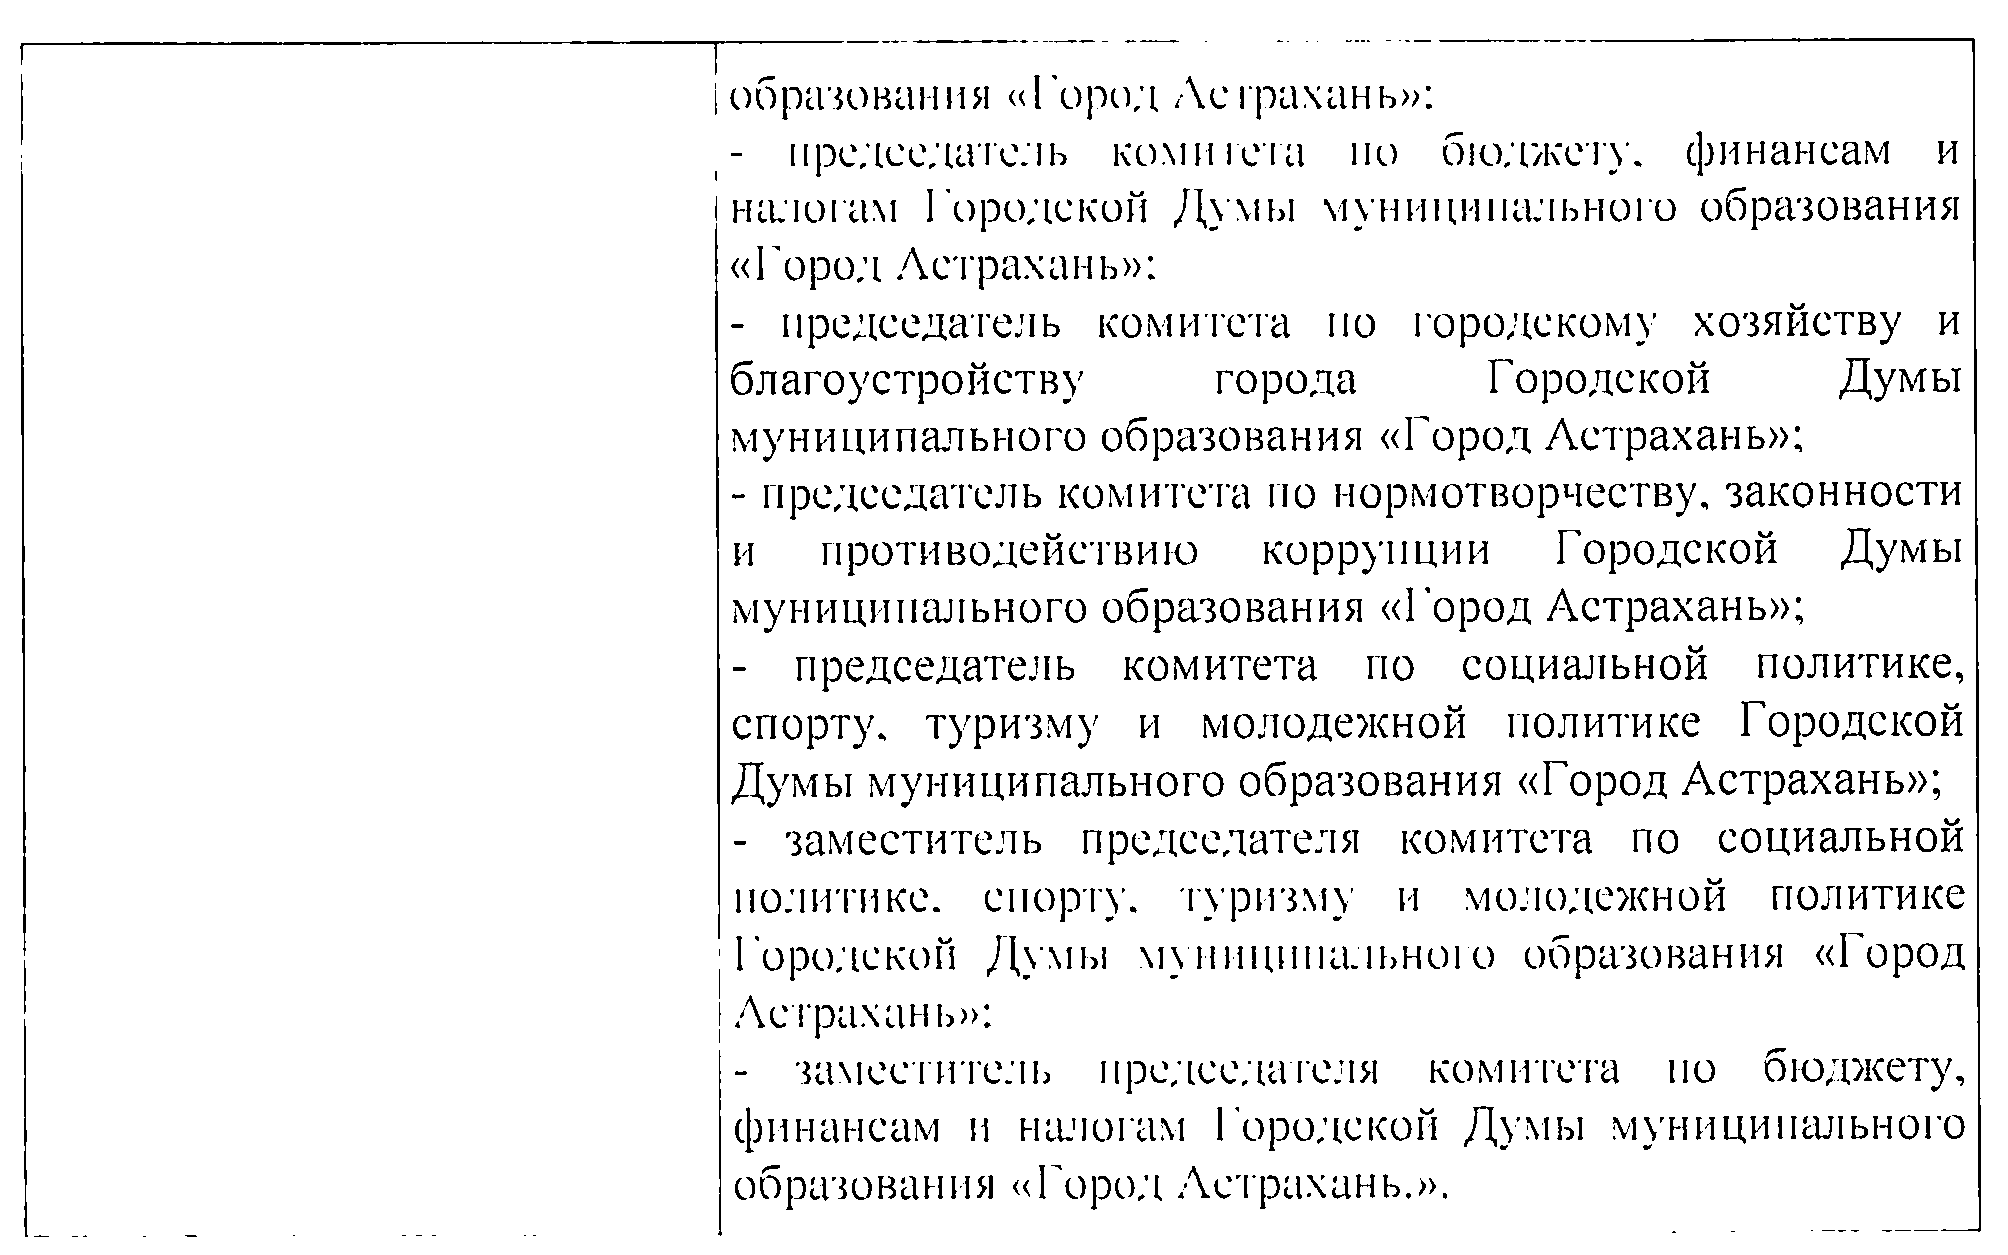 образования «Город Астрахань»;
- председатель комитета по бюджету, финансам и
налогам Городской Думы муниципального образования
«Город Астрахань»;
- председатель комитета по городскому хозяйству и
благоустройству города Городской Думы
муниципального образования «Город Астрахань»;
- председатель комитета по нормотворчеству, законности
и противодействию коррупции Городской Думы
муниципального образования «Город Астрахань»;
- председатель комитета по социальной политике,
спорту, туризму и молодежной политике Городской
Думы муниципального образования «Город Астрахань»;
- заместитель председателя комитета по социальной
политике, спорту, туризму и молодежной политике
Городской Думы муниципального образования «Город
Астрахань»;
- заместитель председателя комитета по бюджету,
финансам и налогам Городской Думы муниципального
образования «Город Астрахань.».